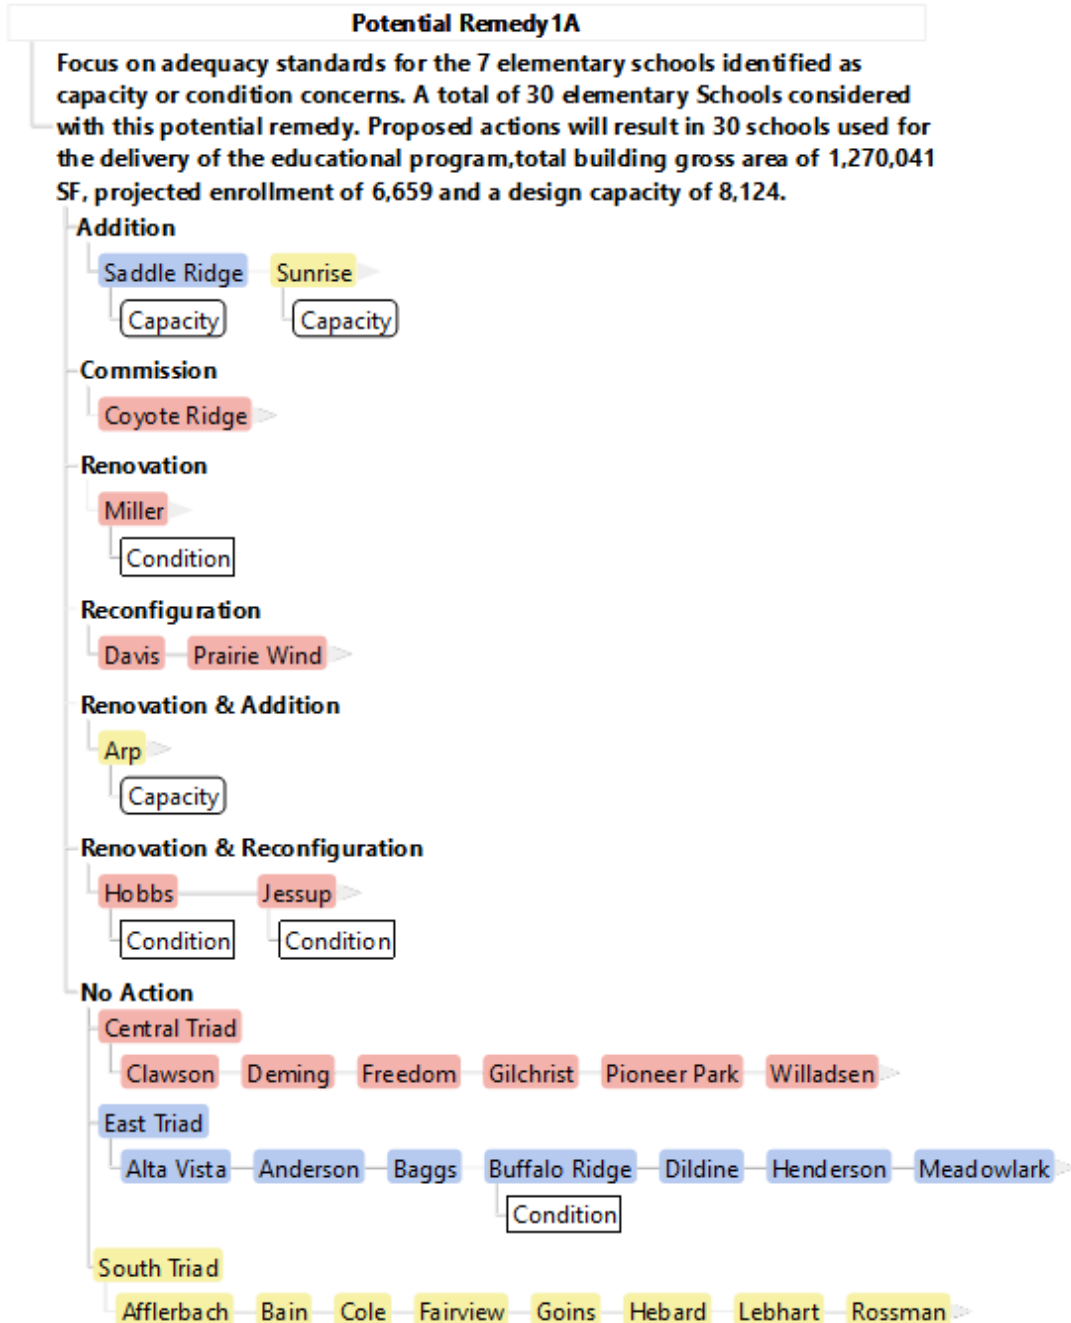 Potential Remedy1A
Focus on adequacy standards for the 7 elementary schools identified as
capacity or condition concerns. A total of 30 elementary Schools considered
with this potential remedy. Proposed actions will result in 30 schools used for
the delivery of the educational program,total building gross area of 1,270,041
SF, projected enrollment of 6,659 and a design capacity of 8,124.
Addition
Saddle Ridge Sunrise
Capacity Capacity
Commission
Coyote Ridge
Renovation
Miller
Condition
Reconfiguration
Davis Prairie Wind
Renovation & Addition
Arp
Capacity
Renovation & Reconfiguration
Hobbs Jessup
Condition Condition
No Action
Central Triad
Clawson Deming Freedom Gilchrist Pioneer Park Willadsen
East Triad
Alta Vista Anderson Baggs Buffalo Ridge Dildine Henderson Meadowlark
Condition
South Triad
Afflerbach Bain Cole Fairview Goins Hebard Lebhart Rossman